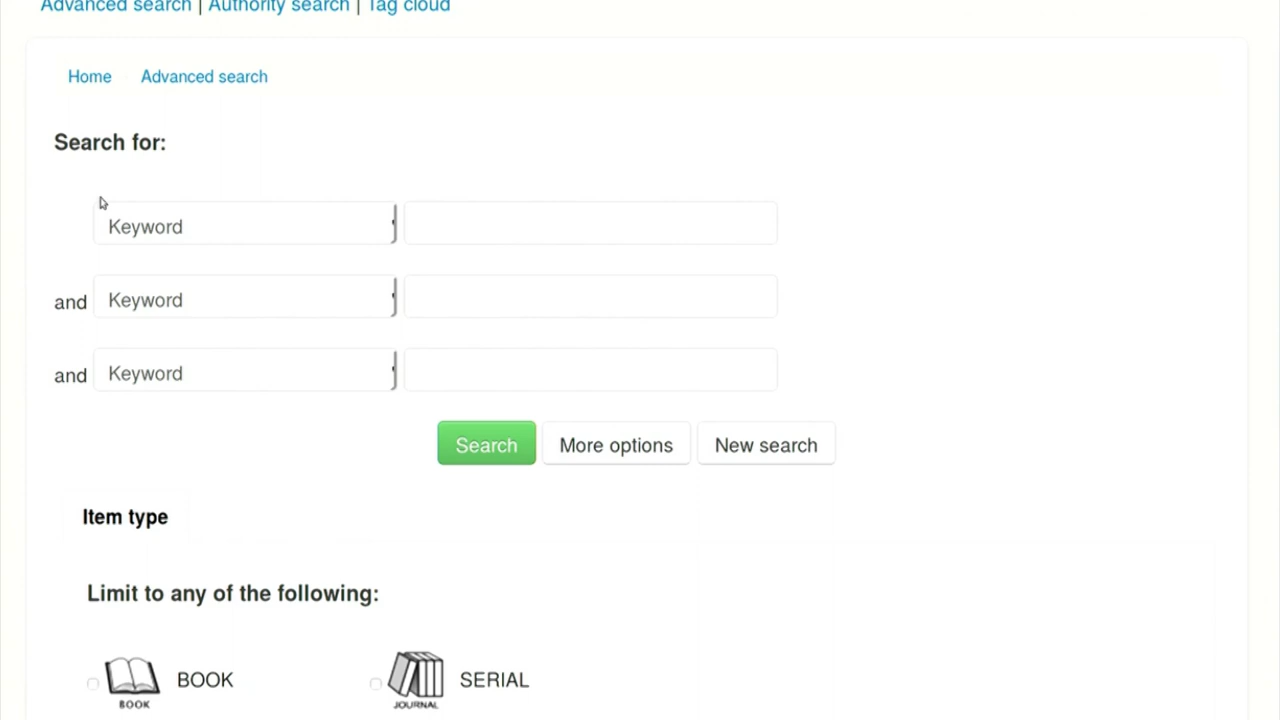 Advanced search | Authority search | Tag cloud
Home Advanced search
Search for:
Keyword
and Keyword
and Keyword
Search More options New search
Item type
Limit to any of the following:
BOOK BOOK JOURNAL SERIAL